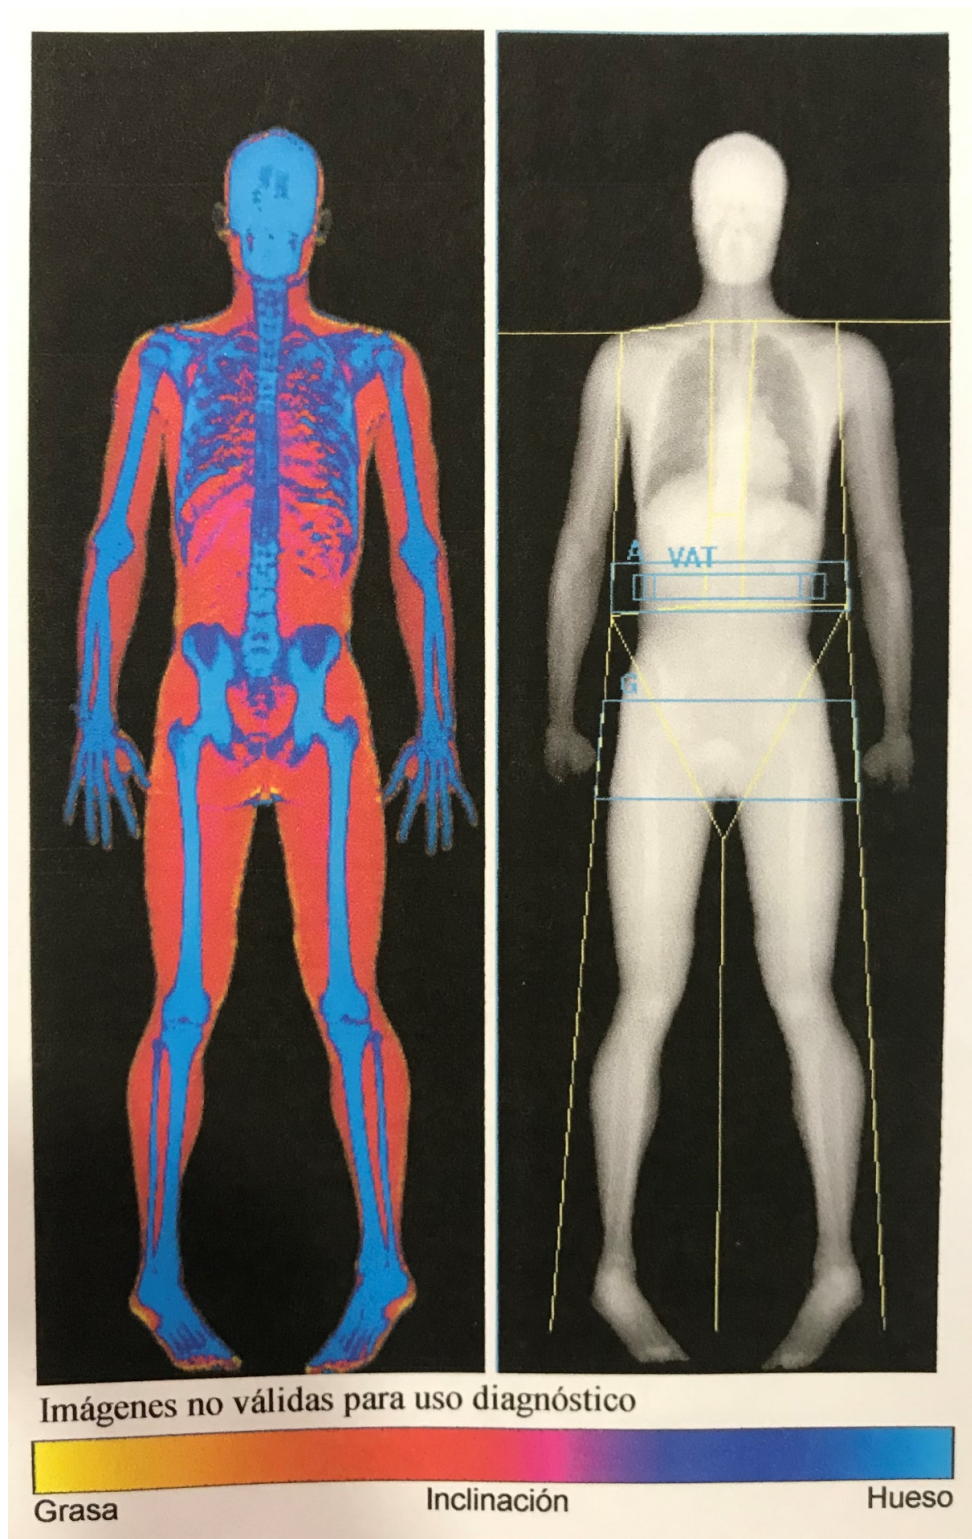 A VAT
G
Imágenes no válidas para uso diagnóstico
Grasa Inclinación Hueso